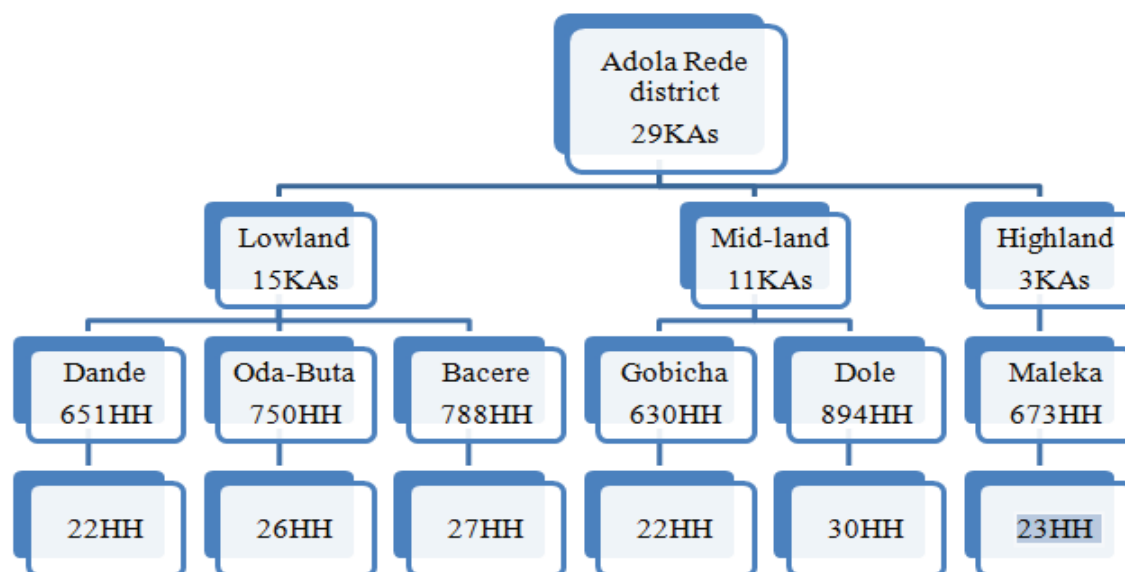 Adola Rede
district
29KAs
Lowland
15KAs
Mid-land
11KAs
Highland
3KAs
Dande
651HH
Oda-Buta
750HH
Bacere
788HH
Gobicha
630HH
Dole
894HH
Maleka
673HH
22HH
26HH
27HH
22HH
30HH
23HH